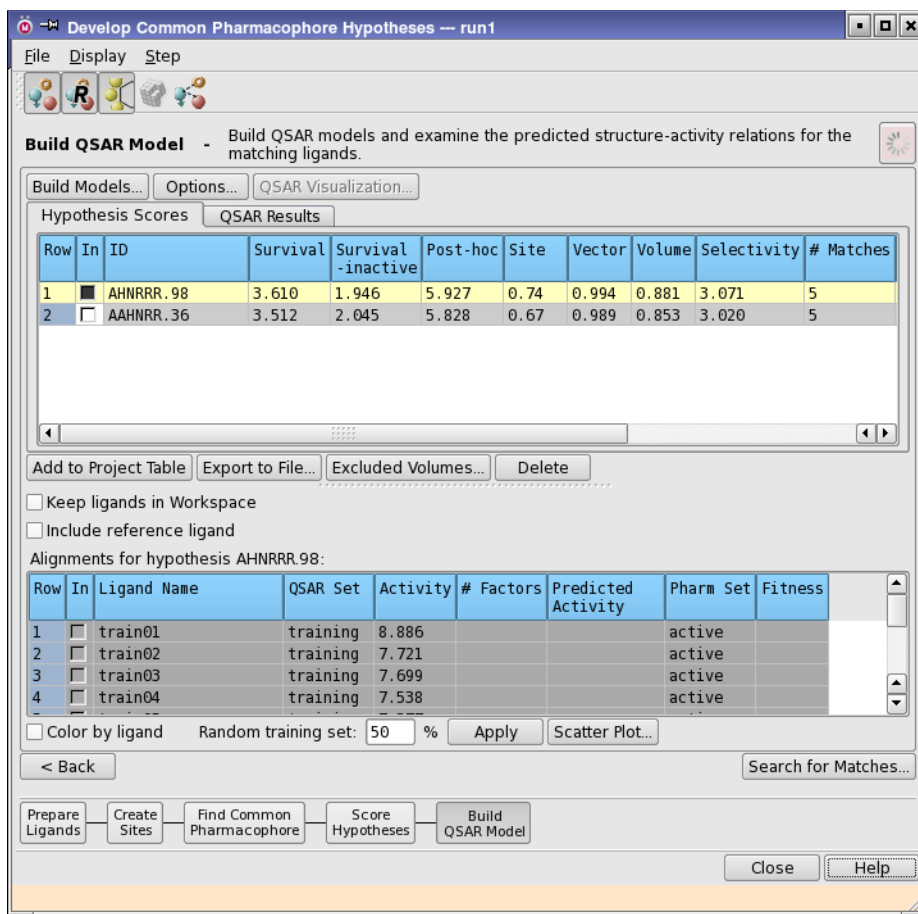 Develop Common Pharmacophore Hypotheses --- run1
File Display Step
R
Build QSAR Model - Build QSAR models and examine the predicted structure-activity relations for the
matching ligands.
Build Models... Options... QSAR Visualization...
Hypothesis Scores QSAR Results
Row In ID Survival Survival Post-hoc Site Vector Volume Selectivity # Matches
-inactive
1 AHNRRR.98 3.610 1.946 5.927 0.74 0.994 0.881 3.071 5
2 AAHNRR.36 3.512 2.045 5.828 0.67 0.989 0.853 3.020 5
Add to Project Table Export to File... Excluded Volumes... Delete
Keep ligands in Workspace
Include reference ligand
Alignments for hypothesis AHNRRR.98:
Row In Ligand Name QSAR Set Activity # Factors Predicted Pharm Set Fitness
Activity
1 train01 training 8.886 active
2 train02 training 7.721 active
3 train03 training 7.699 active
4 train04 training 7.538 active
Color by ligand Random training set: 50 % Apply Scatter Plot...
< Back Search for Matches...
Prepare Create Find Common Score Build
Ligands Sites Pharmacophore Hypotheses QSAR Model
Close Help